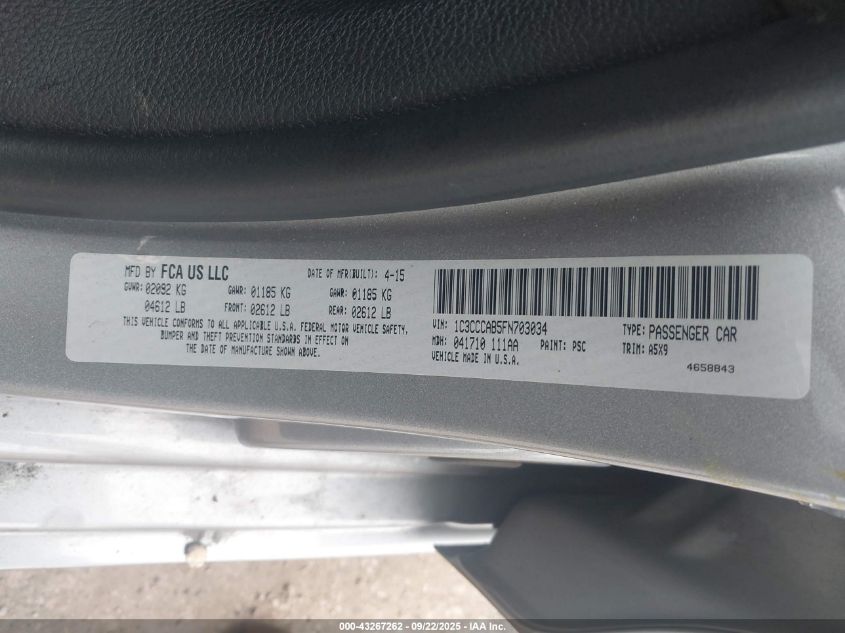 MFD BY FCA US LLC DATE OF MFR(BUILT): 4-15
GVWR: 02092 KG GAWR: 01185 KG GAWR: 01185 KG
04612 LB FRONT: 02612 LB REAR: 02612 LB
THIS VEHICLE CONFORMS TO ALL APPLICABLE U.S.A. FEDERAL MOTOR VEHICLE SAFETY,
BUMPER AND THEFT PREVENTION STANDARDS IN EFFECT ON
THE DATE OF MANUFACTURE SHOWN ABOVE.
VIN: 1C3CCCAB5FN703034 TYPE: PASSENGER CAR
MDH: 041710 111AA PAINT: PSC TRIM: A5X9
VEHICLE MADE IN U.S.A.
4658843
000-43267262 - 09/22/2025 - IAA Inc.